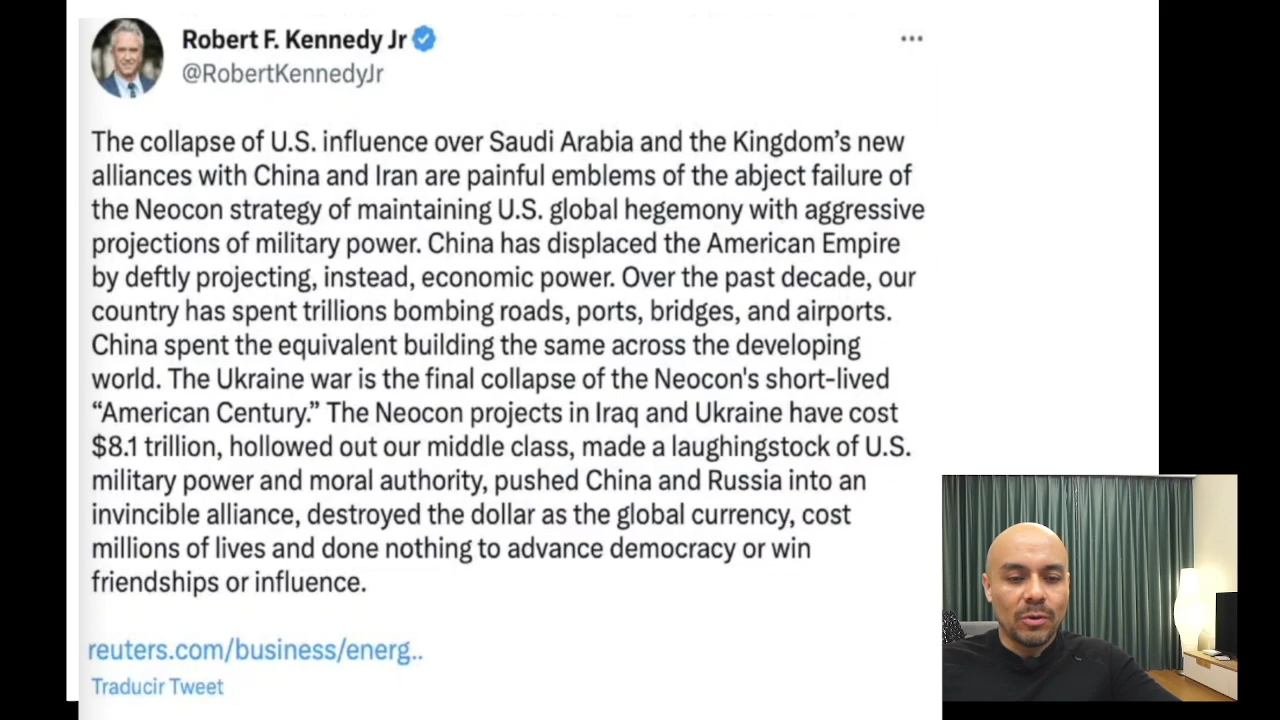 Robert F. Kennedy Jr
@RobertKennedyJr
The collapse of U.S. influence over Saudi Arabia and the Kingdom’s new
alliances with China and Iran are painful emblems of the abject failure of
the Neocon strategy of maintaining U.S. global hegemony with aggressive
projections of military power. China has displaced the American Empire
by deftly projecting, instead, economic power. Over the past decade, our
country has spent trillions bombing roads, ports, bridges, and airports.
China spent the equivalent building the same across the developing
world. The Ukraine war is the final collapse of the Neocon's short-lived
“American Century.” The Neocon projects in Iraq and Ukraine have cost
$8.1 trillion, hollowed out our middle class, made a laughingstock of U.S.
military power and moral authority, pushed China and Russia into an
invincible alliance, destroyed the dollar as the global currency, cost
millions of lives and done nothing to advance democracy or win
friendships or influence.
reuters.com/business/energ..
Traducir Tweet